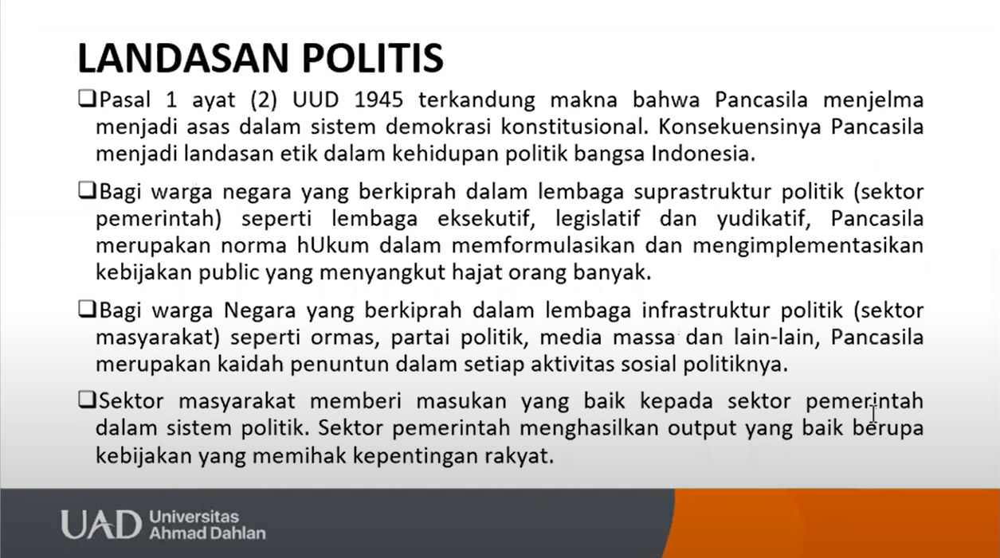 LANDASAN POLITIS
❑Pasal 1 ayat (2) UUD 1945 terkandung makna bahwa Pancasila menjelma
menjadi asas dalam sistem demokrasi konstitusional. Konsekuensinya Pancasila
menjadi landasan etik dalam kehidupan politik bangsa Indonesia.
❑Bagi warga negara yang berkiprah dalam lembaga suprastruktur politik (sektor
pemerintah) seperti lembaga eksekutif, legislatif dan yudikatif, Pancasila
merupakan norma hUkum dalam memformulasikan dan mengimplementasikan
kebijakan public yang menyangkut hajat orang banyak.
❑Bagi warga Negara yang berkiprah dalam lembaga infrastruktur politik (sektor
masyarakat) seperti ormas, partai politik, media massa dan lain-lain, Pancasila
merupakan kaidah penuntun dalam setiap aktivitas sosial politiknya.
❑Sektor masyarakat memberi masukan yang baik kepada sektor pemerintah
dalam sistem politik. Sektor pemerintah menghasilkan output yang baik berupa
kebijakan yang memihak kepentingan rakyat.
UAD Universitas
Ahmad Dahlan